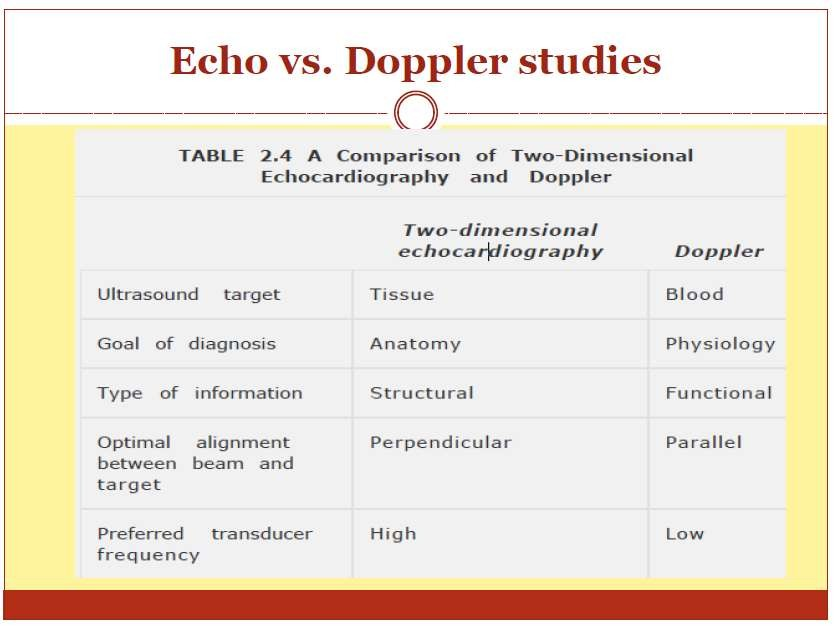 Echo vs. Doppler studies
TABLE 2.4 A Comparison of Two-Dimensional
Echocardiography and Doppler
Two-dimensional
echocardiography
Doppler
Ultrasound target
Tissue
Blood
Goal of diagnosis
Anatomy
Physiology
Type of information
Structural
Functional
Optimal alignment
between beam and
target
Perpendicular
Parallel
Preferred transducer
frequency
High
Low